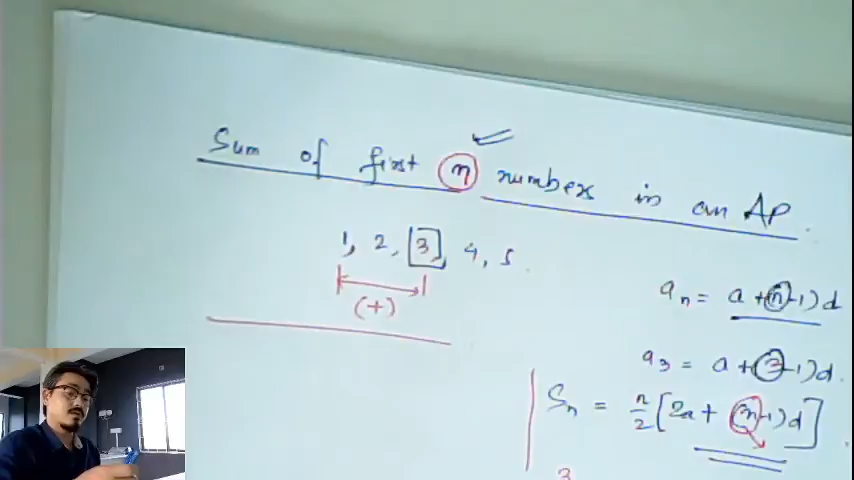 Sum of first n numbers in an AP.
1, 2, 3, 4, 5
(+)
an = a+(n-1)d
a3 = a+(3-1)d.
Sn = n/2[2a+(n-1)d]
3